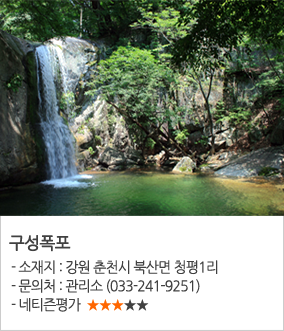 구성폭포
- 소재지 : 강원 춘천시 북산면 청평1리
- 문의처 : 관리소 (033-241-9251)
- 네티즌평가 ★★★★★